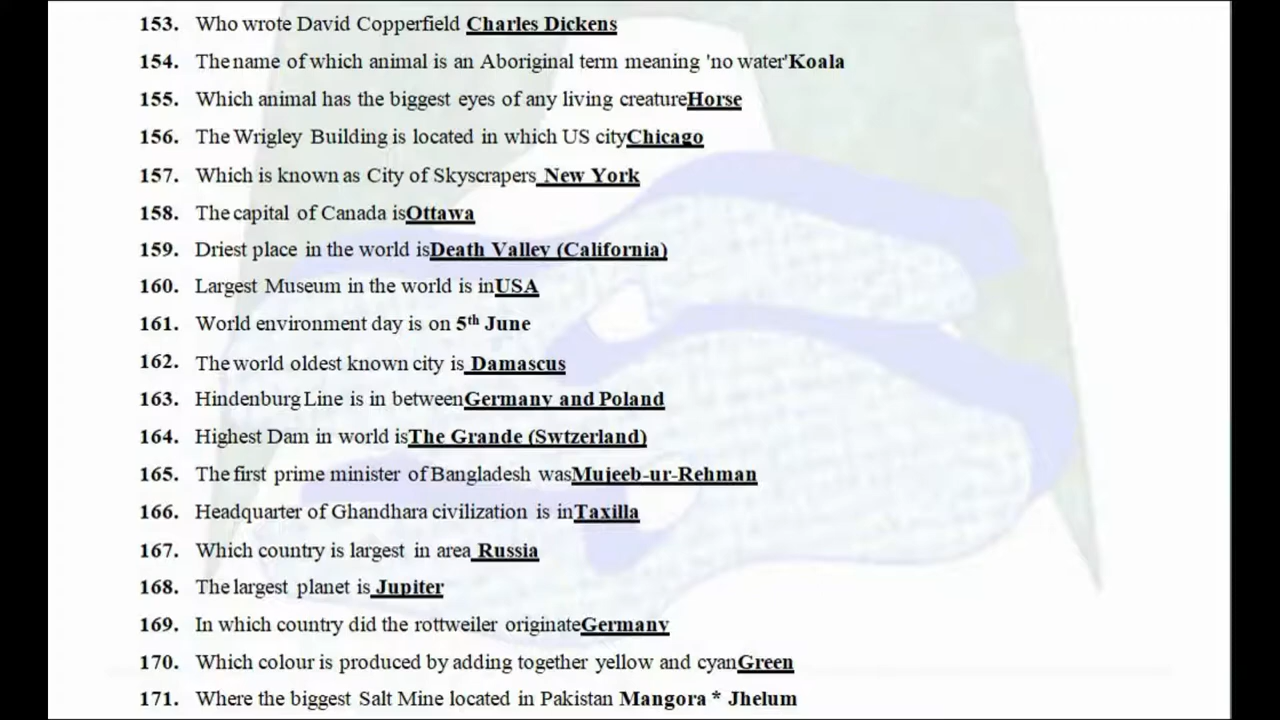 153. Who wrote David Copperfield Charles Dickens
154. The name of which animal is an Aboriginal term meaning 'no water'Koala
155. Which animal has the biggest eyes of any living creatureHorse
156. The Wrigley Building is located in which US cityChicago
157. Which is known as City of Skyscrapers New York
158. The capital of Canada isOttawa
159. Driest place in the world isDeath Valley (California)
160. Largest Museum in the world is inUSA
161. World environment day is on 5th June
162. The world oldest known city is Damascus
163. Hindenburg Line is in betweenGermany and Poland
164. Highest Dam in world isThe Grande (Swtzerland)
165. The first prime minister of Bangladesh wasMujeeb-ur-Rehman
166. Headquarter of Ghandhara civilization is inTaxilla
167. Which country is largest in area Russia
168. The largest planet is Jupiter
169. In which country did the rottweiler originateGermany
170. Which colour is produced by adding together yellow and cyanGreen
171. Where the biggest Salt Mine located in Pakistan Mangora * Jhelum